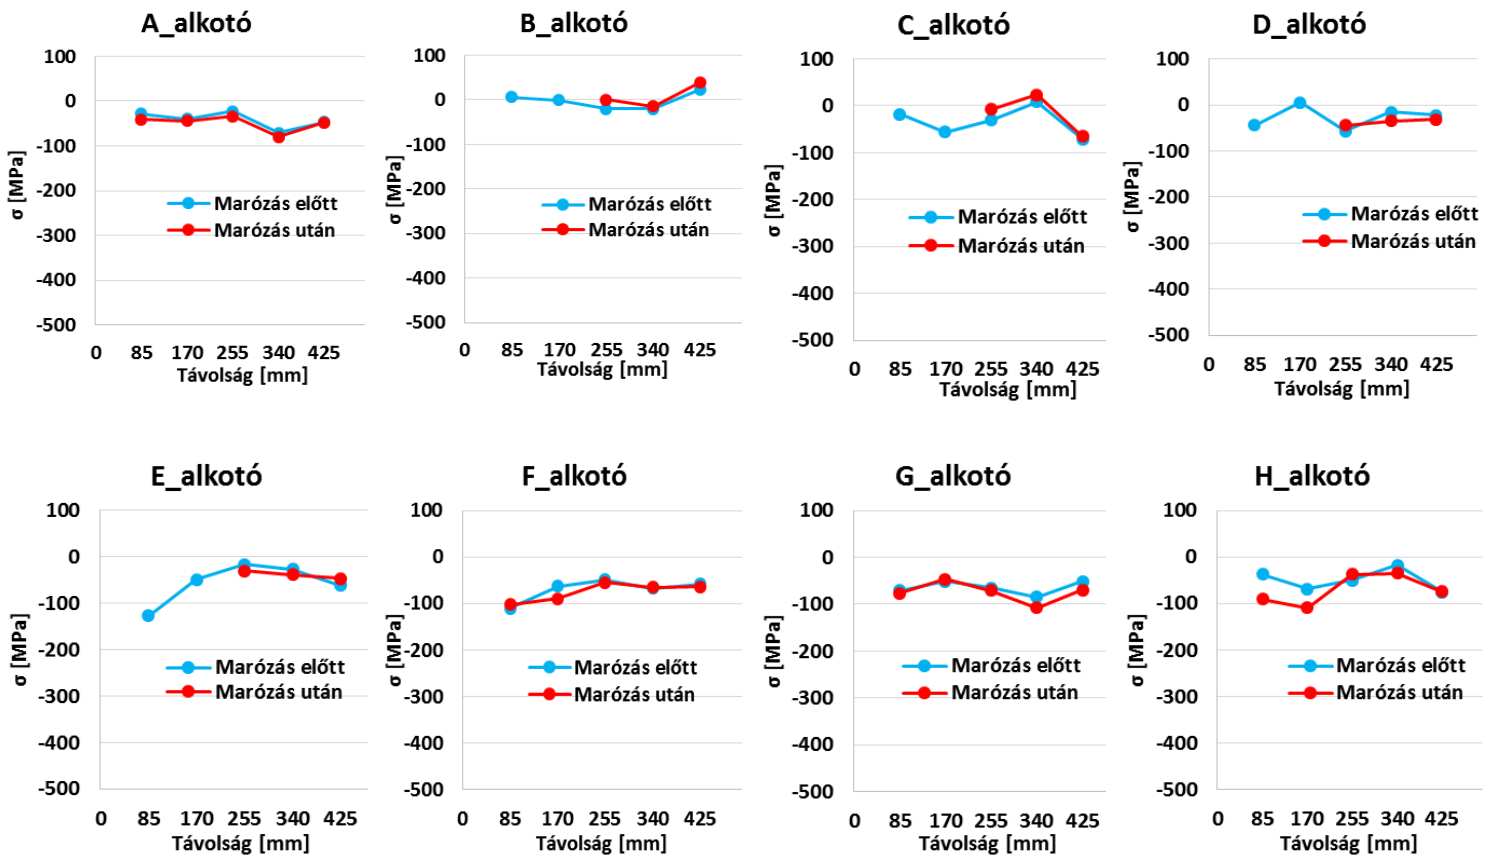 A_alkotó
100
0
-100
-200
-300
-400
-500
σ [MPa]
Marózás előtt
Marózás után
0 85 170 255 340 425
Távolság [mm]
B_alkotó
100
0
-100
-200
-300
-400
-500
σ [MPa]
Marózás előtt
Marózás után
0 85 170 255 340 425
Távolság [mm]
C_alkotó
100
0
-100
-200
-300
-400
-500
σ [MPa]
Marózás előtt
Marózás után
0 85 170 255 340 425
Távolság [mm]
D_alkotó
100
0
-100
-200
-300
-400
-500
σ [MPa]
Marózás előtt
Marózás után
0 85 170 255 340 425
Távolság [mm]
E_alkotó
100
0
-100
-200
-300
-400
-500
σ [MPa]
Marózás előtt
Marózás után
0 85 170 255 340 425
Távolság [mm]
F_alkotó
100
0
-100
-200
-300
-400
-500
σ [MPa]
Marózás előtt
Marózás után
0 85 170 255 340 425
Távolság [mm]
G_alkotó
100
0
-100
-200
-300
-400
-500
σ [MPa]
Marózás előtt
Marózás után
0 85 170 255 340 425
Távolság [mm]
H_alkotó
100
0
-100
-200
-300
-400
-500
σ [MPa]
Marózás előtt
Marózás után
0 85 170 255 340 425
Távolság [mm]